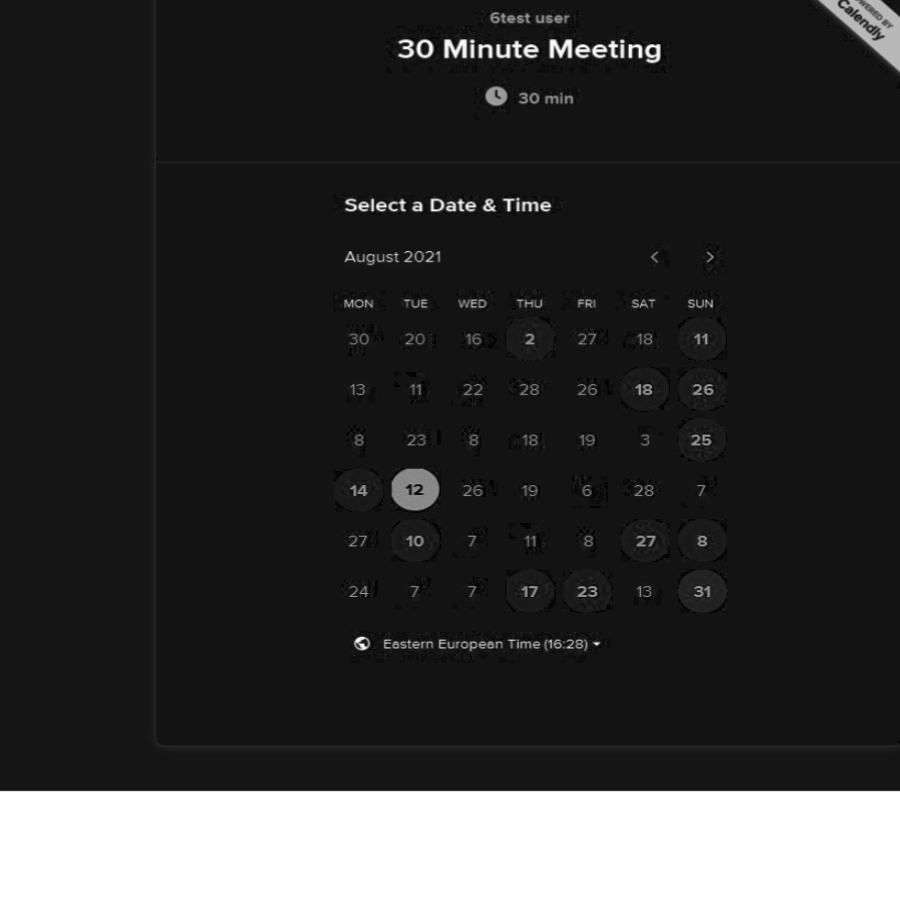 6test user
30 Minute Meeting
30 min
POWERED BY
Calendly
Select a Date & Time
August 2021
MON TUE WED THU FRI SAT SUN
30 20 16 2 27 18 11
13 11 22 28 26 18 26
8 23 8 18 19 3 25
14 12 26 19 6 28 7
27 10 7 11 8 27 8
24 7 7 17 23 13 31
Eastern European Time (16:28)